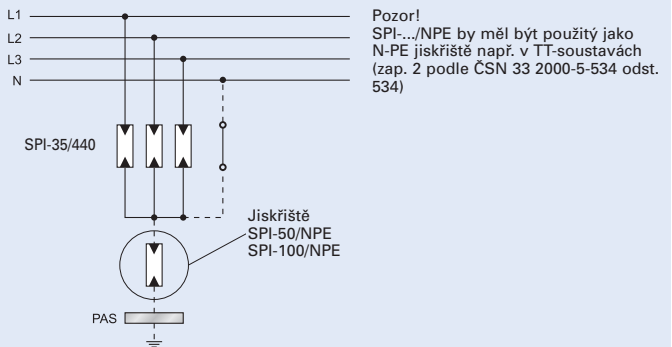 L1
L2
L3
N
Pozor!
SPI-.../NPE by měl být použitý jako
N-PE jiskřiště např. v TT-soustavách
(zap. 2 podle ČSN 33 2000-5-534 odst.
534)
SPI-35/440
Jiskřiště
SPI-50/NPE
SPI-100/NPE
PAS